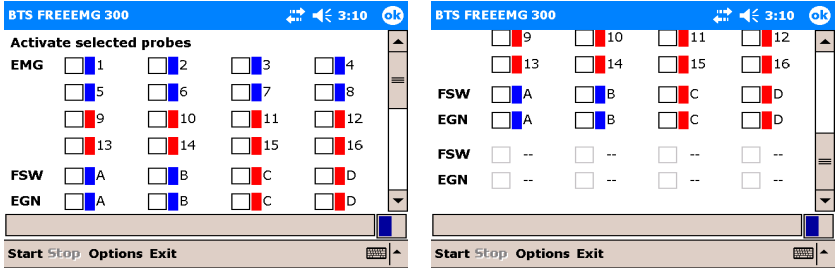 BTS FREEEMG 300 3:10 ok
Activate selected probes
EMG 1 2 3 4
5 6 7 8
9 10 11 12
13 14 15 16
FSW A B C D
EGN A B C D
Start Stop Options Exit
BTS FREEEMG 300 3:10 ok
9 10 11 12
13 14 15 16
FSW A B C D
EGN A B C D
FSW -- -- -- --
EGN -- -- -- --
Start Stop Options Exit